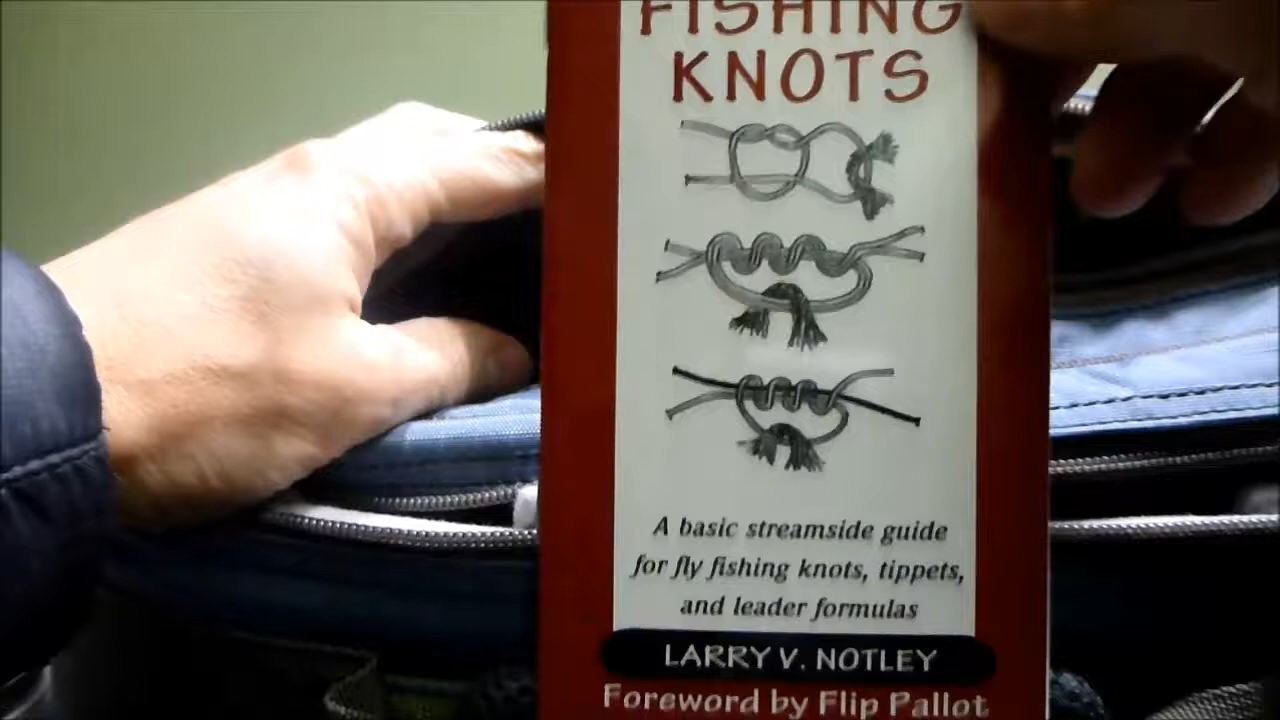 FISHING
KNOTS
A basic streamside guide
for fly fishing knots, tippets,
and leader formulas
LARRY V. NOTLEY
Foreword by Flip Pallot